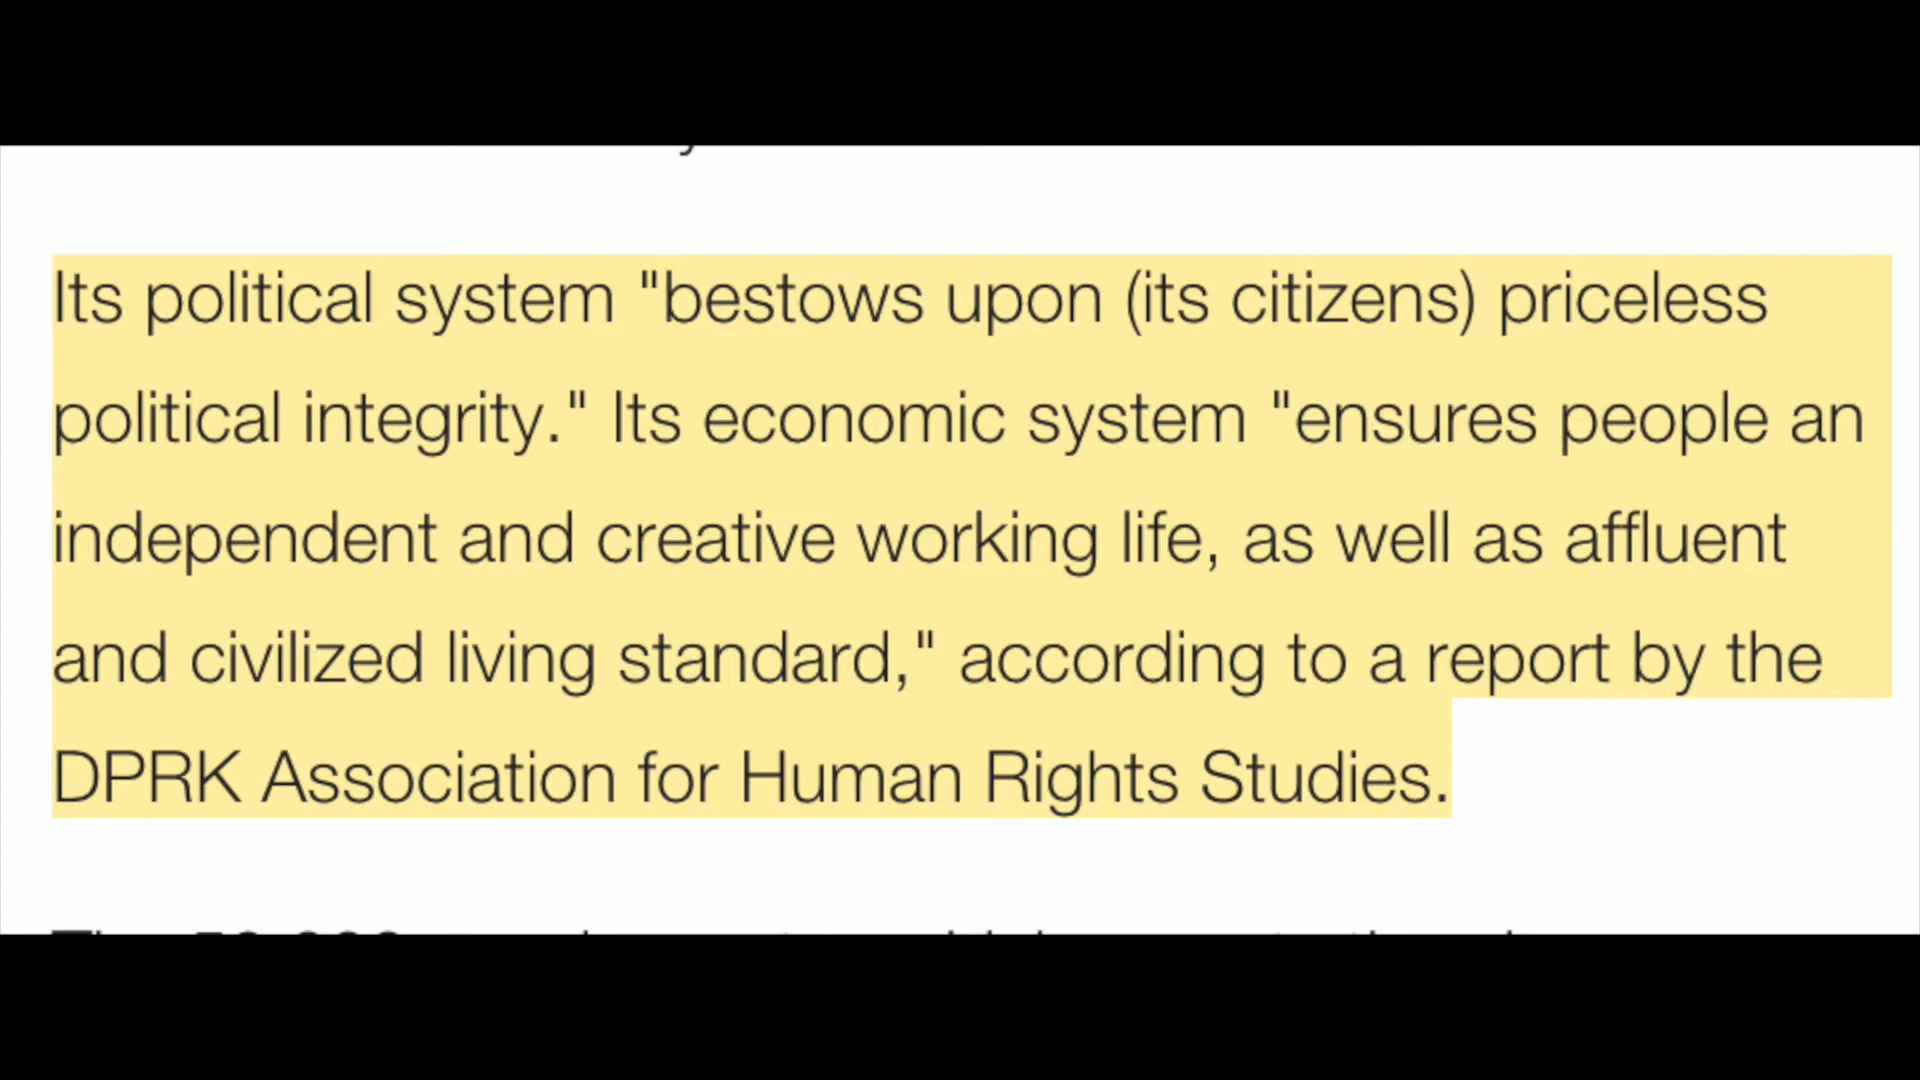 Its political system "bestows upon (its citizens) priceless
political integrity." Its economic system "ensures people an
independent and creative working life, as well as affluent
and civilized living standard," according to a report by the
DPRK Association for Human Rights Studies.